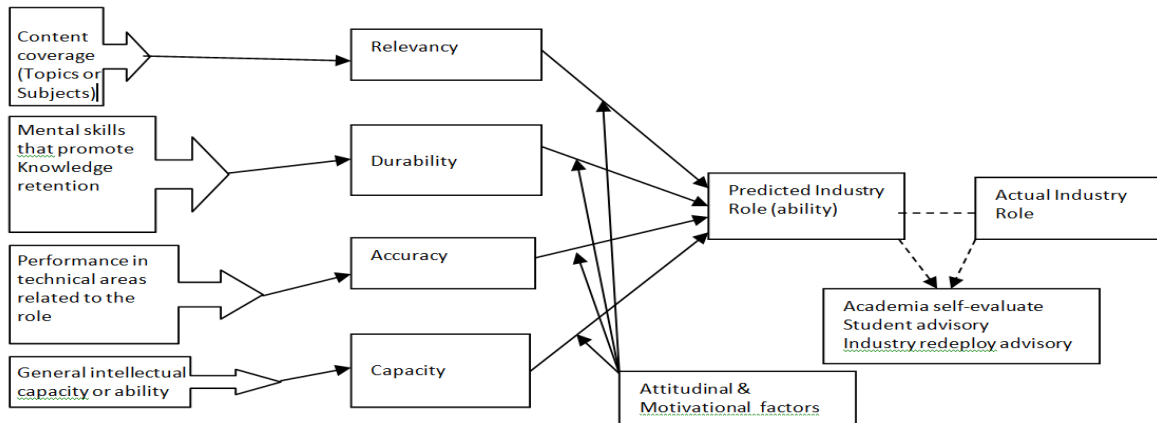 Content
coverage
(Topics or
Subjects)
Relevancy
Mental skills
that promote
Knowledge
retention
Durability
Predicted Industry
Role (ability)
Actual Industry
Role
Performance in
technical areas
related to the
role
Accuracy
Academia self-evaluate
Student advisory
Industry redeploy advisory
General intellectual
capacity or ability
Capacity
Attitudinal &
Motivational factors